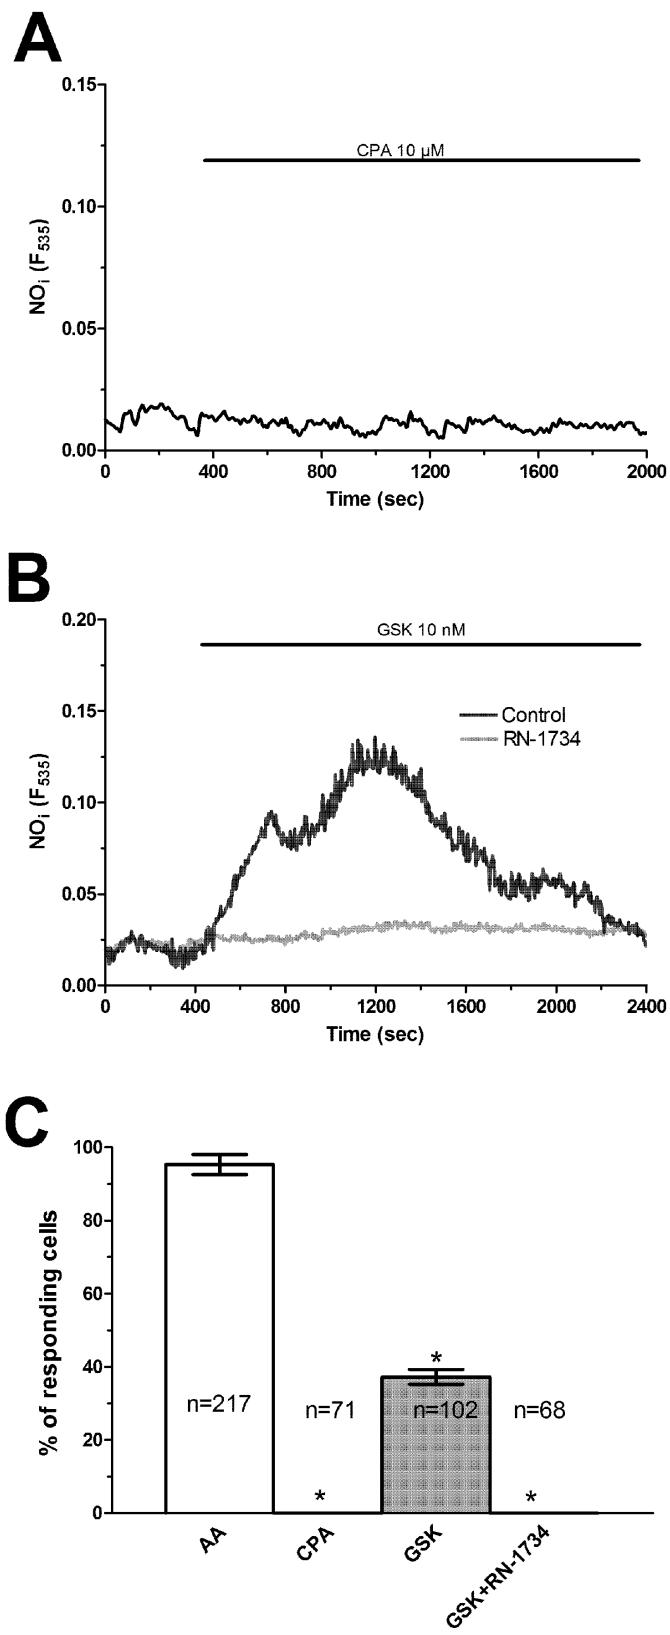 A
0.15
CPA 10 µM
0.10
NOi (F535)
0.05
0.00
0 400 800 1200 1600 2000
Time (sec)
B
0.20
GSK 10 nM
0.15
Control
RN-1734
NOi (F535)
0.10
0.05
0.00
0 400 800 1200 1600 2000 2400
Time (sec)
C
100
80
% of responding cells
60
40
*
n=217 n=71 n=102 n=68
20
* *
0
AA CPA GSK GSK+RN-1734